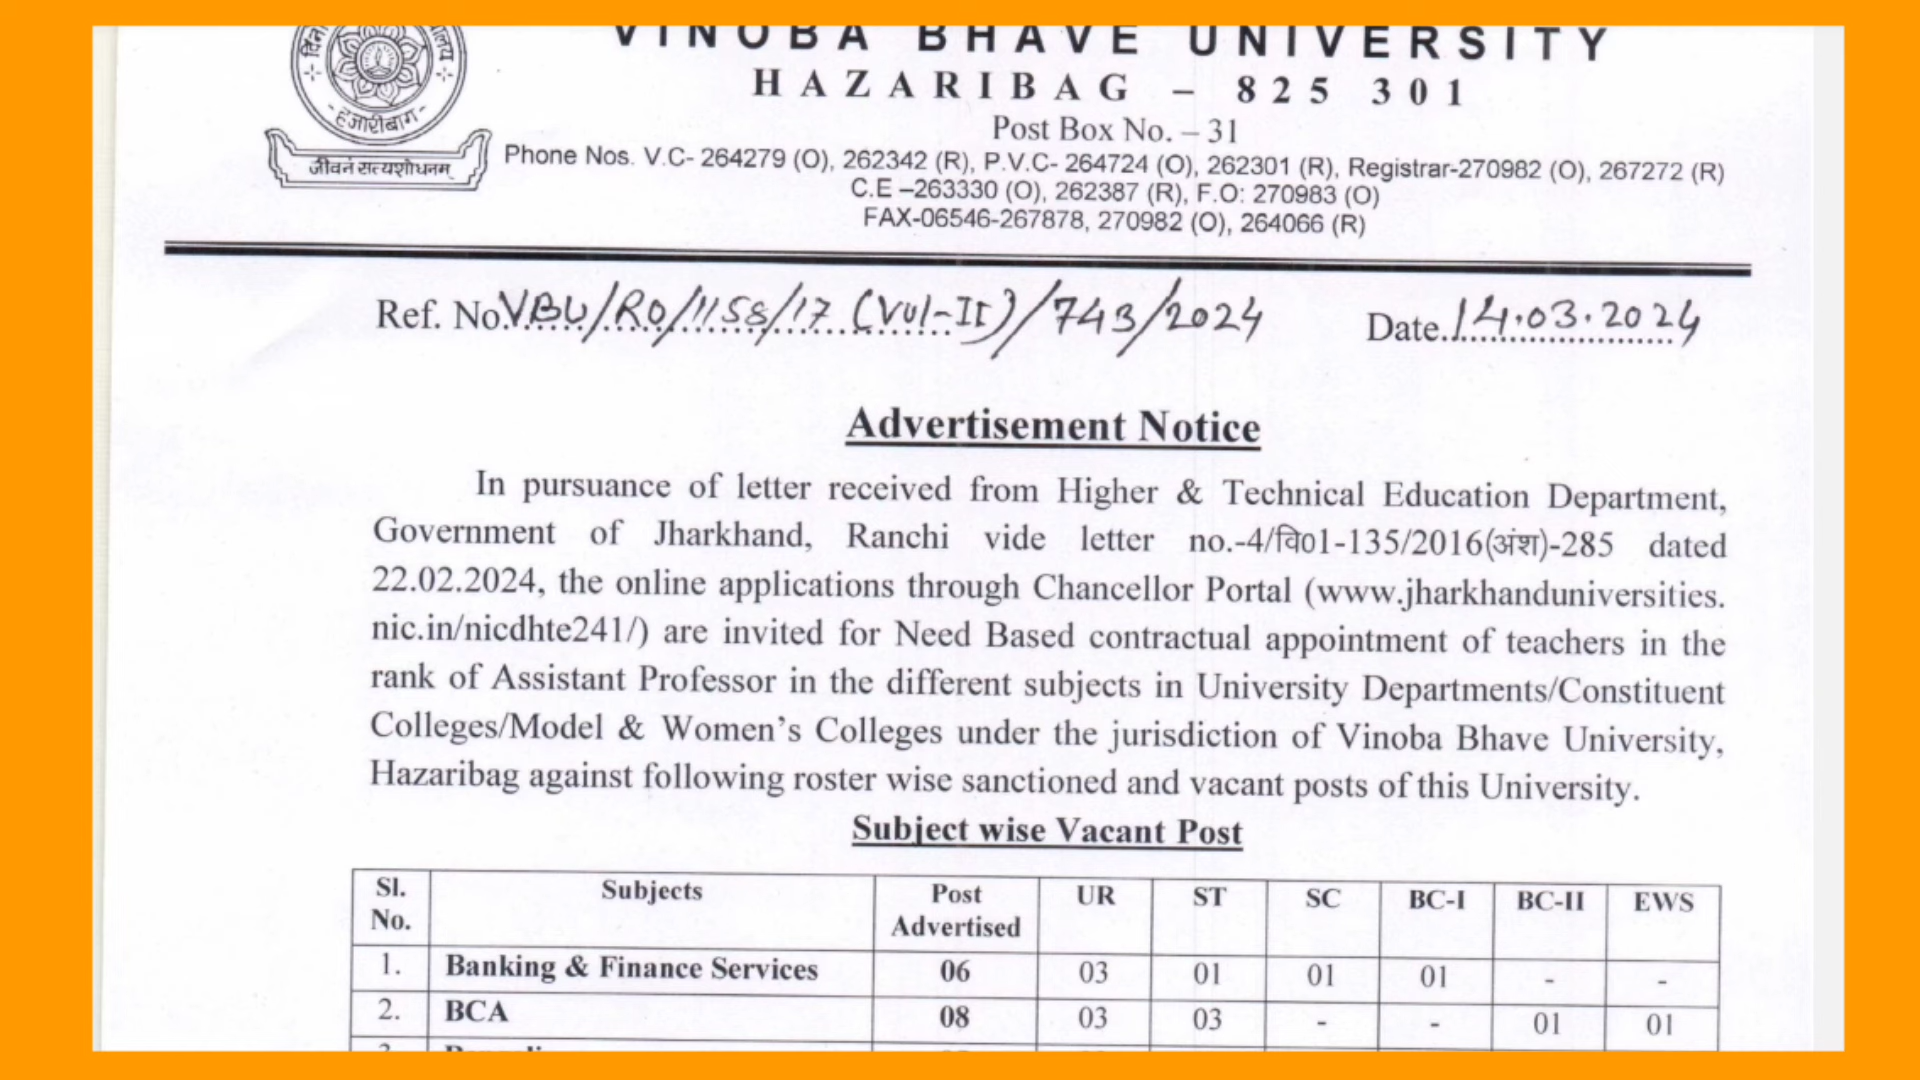 VINOBA BHAVE UNIVERSITY
HAZARIBAG – 825 301
Post Box No. – 31
हजारीबाग
जीवनं सत्यशोधनम्
Phone Nos. V.C- 264279 (O), 262342 (R), P.V.C- 264724 (O), 262301 (R), Registrar-270982 (O), 267272 (R)
C.E –263330 (O), 262387 (R), F.O: 270983 (O)
FAX-06546-267878, 270982 (O), 264066 (R)
Ref. No VBU/RO/1158/17 (Vol-II)/743/2024 Date. 14.03.2024
Advertisement Notice
In pursuance of letter received from Higher & Technical Education Department,
Government of Jharkhand, Ranchi vide letter no.-4/वि01-135/2016(अंश)-285 dated
22.02.2024, the online applications through Chancellor Portal (www.jharkhanduniversities.
nic.in/nicdhte241/) are invited for Need Based contractual appointment of teachers in the
rank of Assistant Professor in the different subjects in University Departments/Constituent
Colleges/Model & Women's Colleges under the jurisdiction of Vinoba Bhave University,
Hazaribag against following roster wise sanctioned and vacant posts of this University.
Subject wise Vacant Post
Sl. No. Subjects Post Advertised UR ST SC BC-I BC-II EWS
1. Banking & Finance Services 06 03 01 01 01 - -
2. BCA 08 03 03 - - 01 01